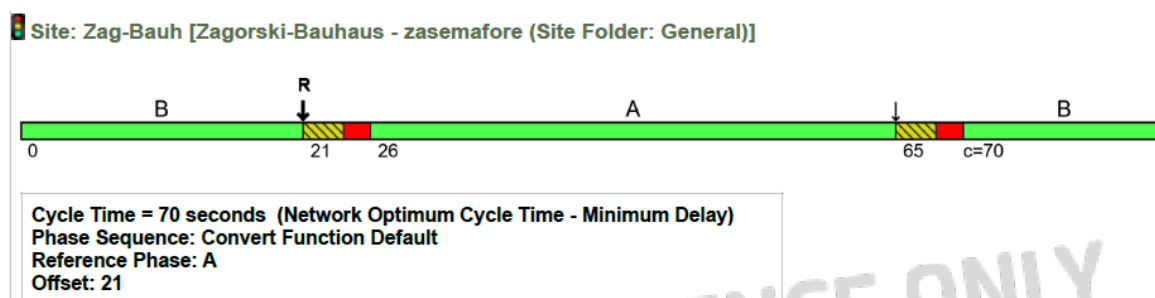 Site: Zag-Bauh [Zagorski-Bauhaus - zasemafore (Site Folder: General)]
R
B A B
0 21 26 65 c=70
Cycle Time = 70 seconds (Network Optimum Cycle Time - Minimum Delay)
Phase Sequence: Convert Function Default
Reference Phase: A
Offset: 21
ONLY